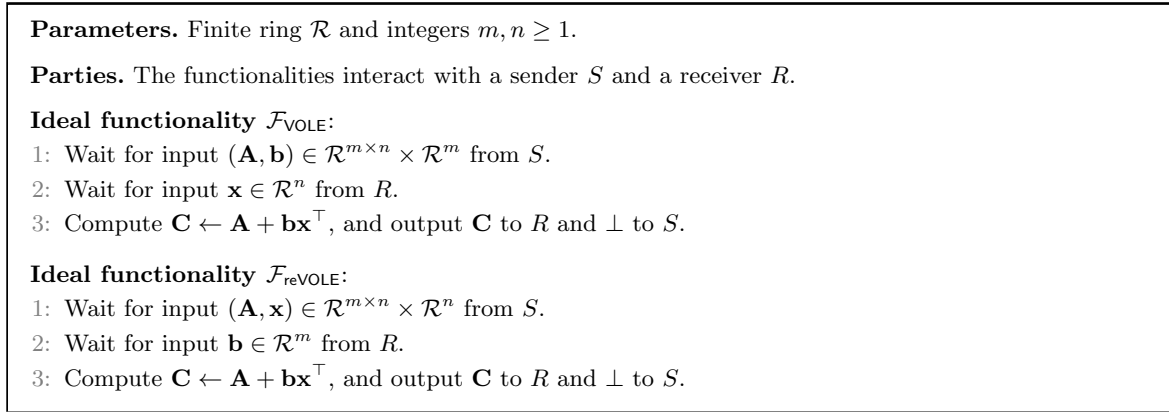 Parameters. Finite ring ℛ and integers m, n ≥ 1.
Parties. The functionalities interact with a sender S and a receiver R.
Ideal functionality ℱ_VOLE:
1: Wait for input (A, b) ∈ ℛ^{m×n} × ℛ^m from S.
2: Wait for input x ∈ ℛ^n from R.
3: Compute C ← A + bx^⊤, and output C to R and ⊥ to S.
Ideal functionality ℱ_reVOLE:
1: Wait for input (A, x) ∈ ℛ^{m×n} × ℛ^n from S.
2: Wait for input b ∈ ℛ^m from R.
3: Compute C ← A + bx^⊤, and output C to R and ⊥ to S.